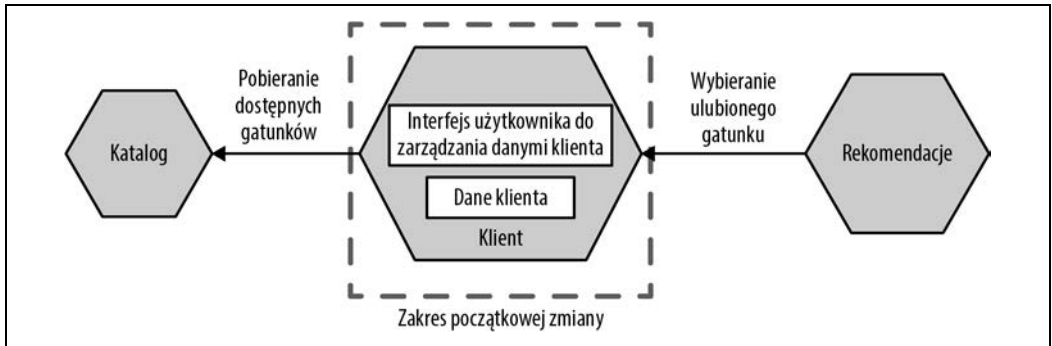 Pobieranie
dostępnych
gatunków
Wybieranie
ulubionego
gatunku
Interfejs użytkownika do
zarządzania danymi klienta
Katalog
Rekomendacje
Dane klienta
Klient
Zakres początkowej zmiany